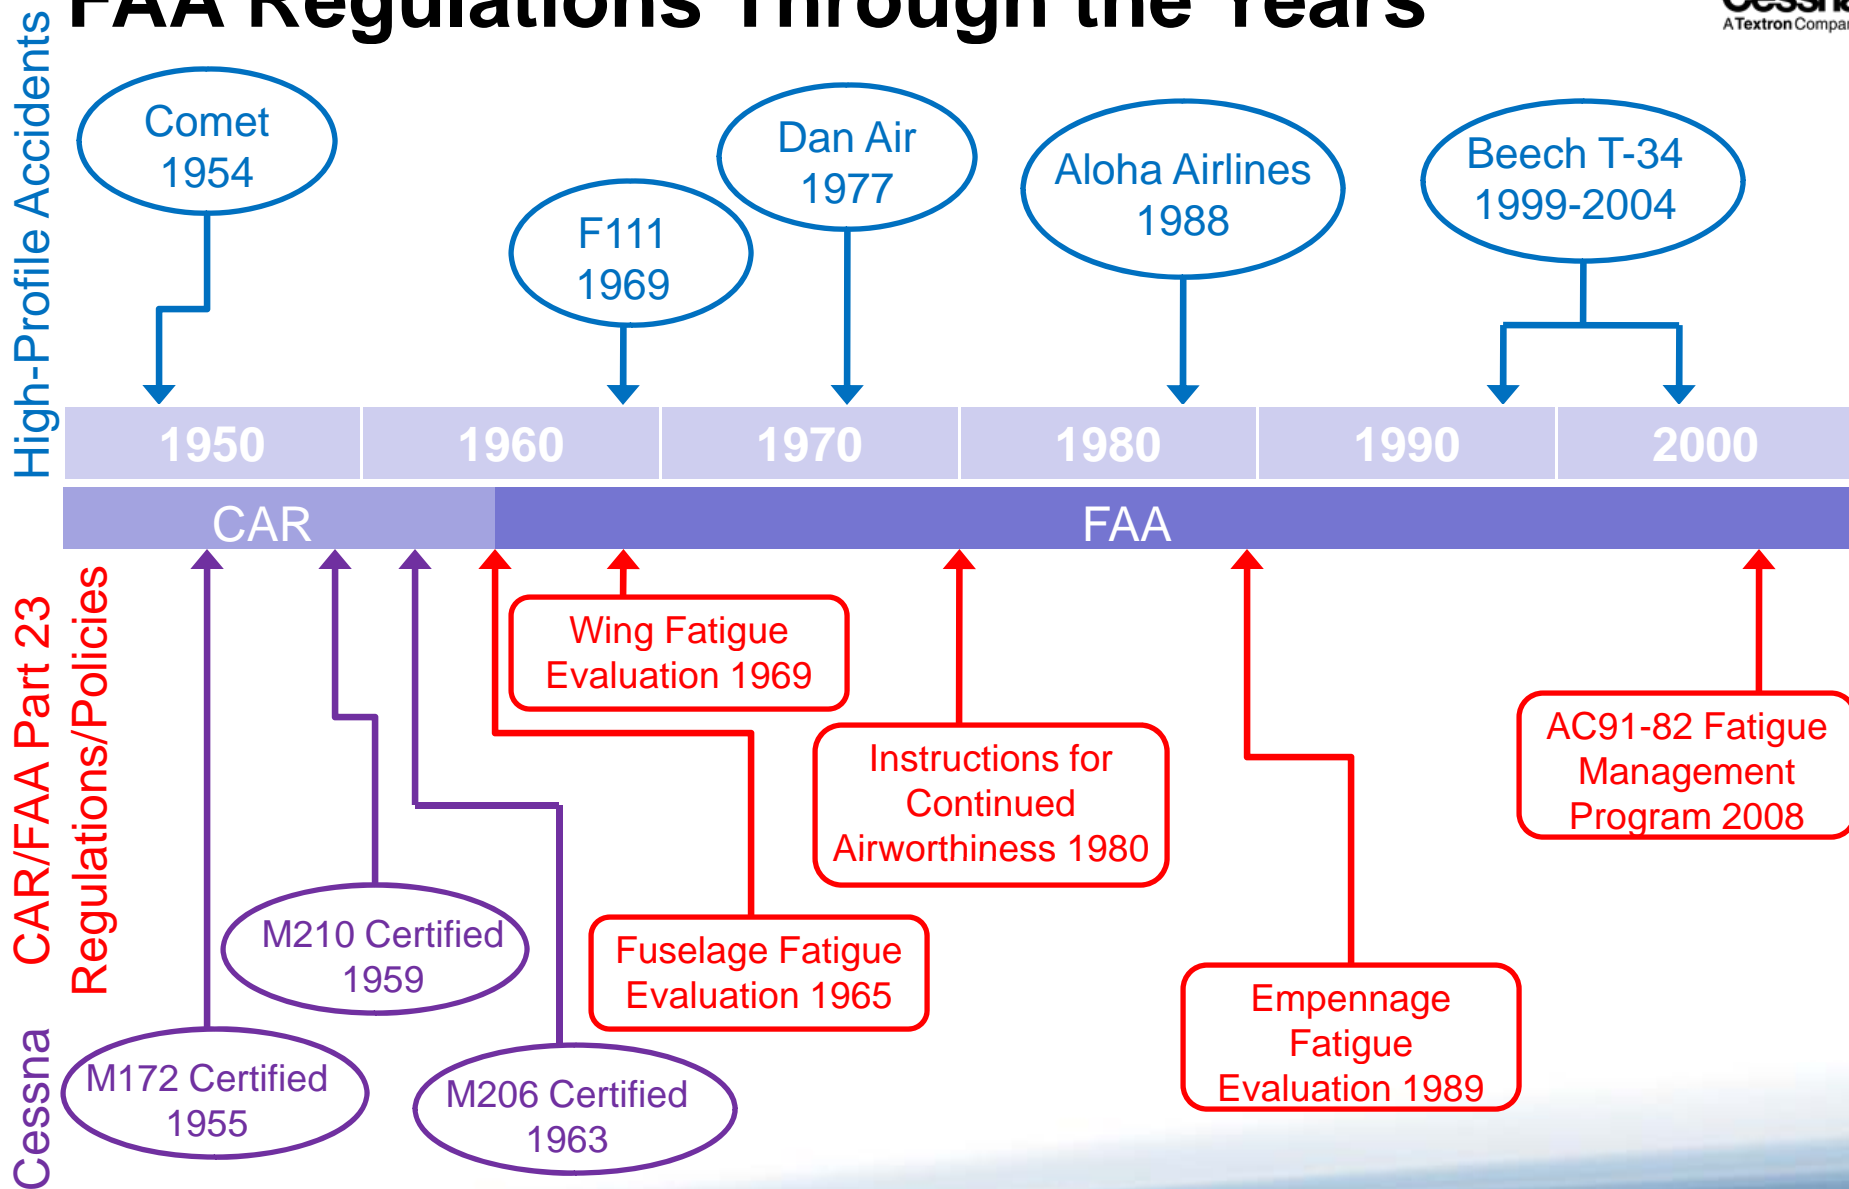 FAA Regulations Through the Years
Cessna
A Textron Company
High-Profile Accidents
Comet
1954
F111
1969
Dan Air
1977
Aloha Airlines
1988
Beech T-34
1999-2004
1950
1960
1970
1980
1990
2000
CAR
FAA
CAR/FAA Part 23
Regulations/Policies
Wing Fatigue
Evaluation 1969
Instructions for
Continued
Airworthiness 1980
AC91-82 Fatigue
Management
Program 2008
Fuselage Fatigue
Evaluation 1965
Empennage
Fatigue
Evaluation 1989
Cessna
M210 Certified
1959
M172 Certified
1955
M206 Certified
1963